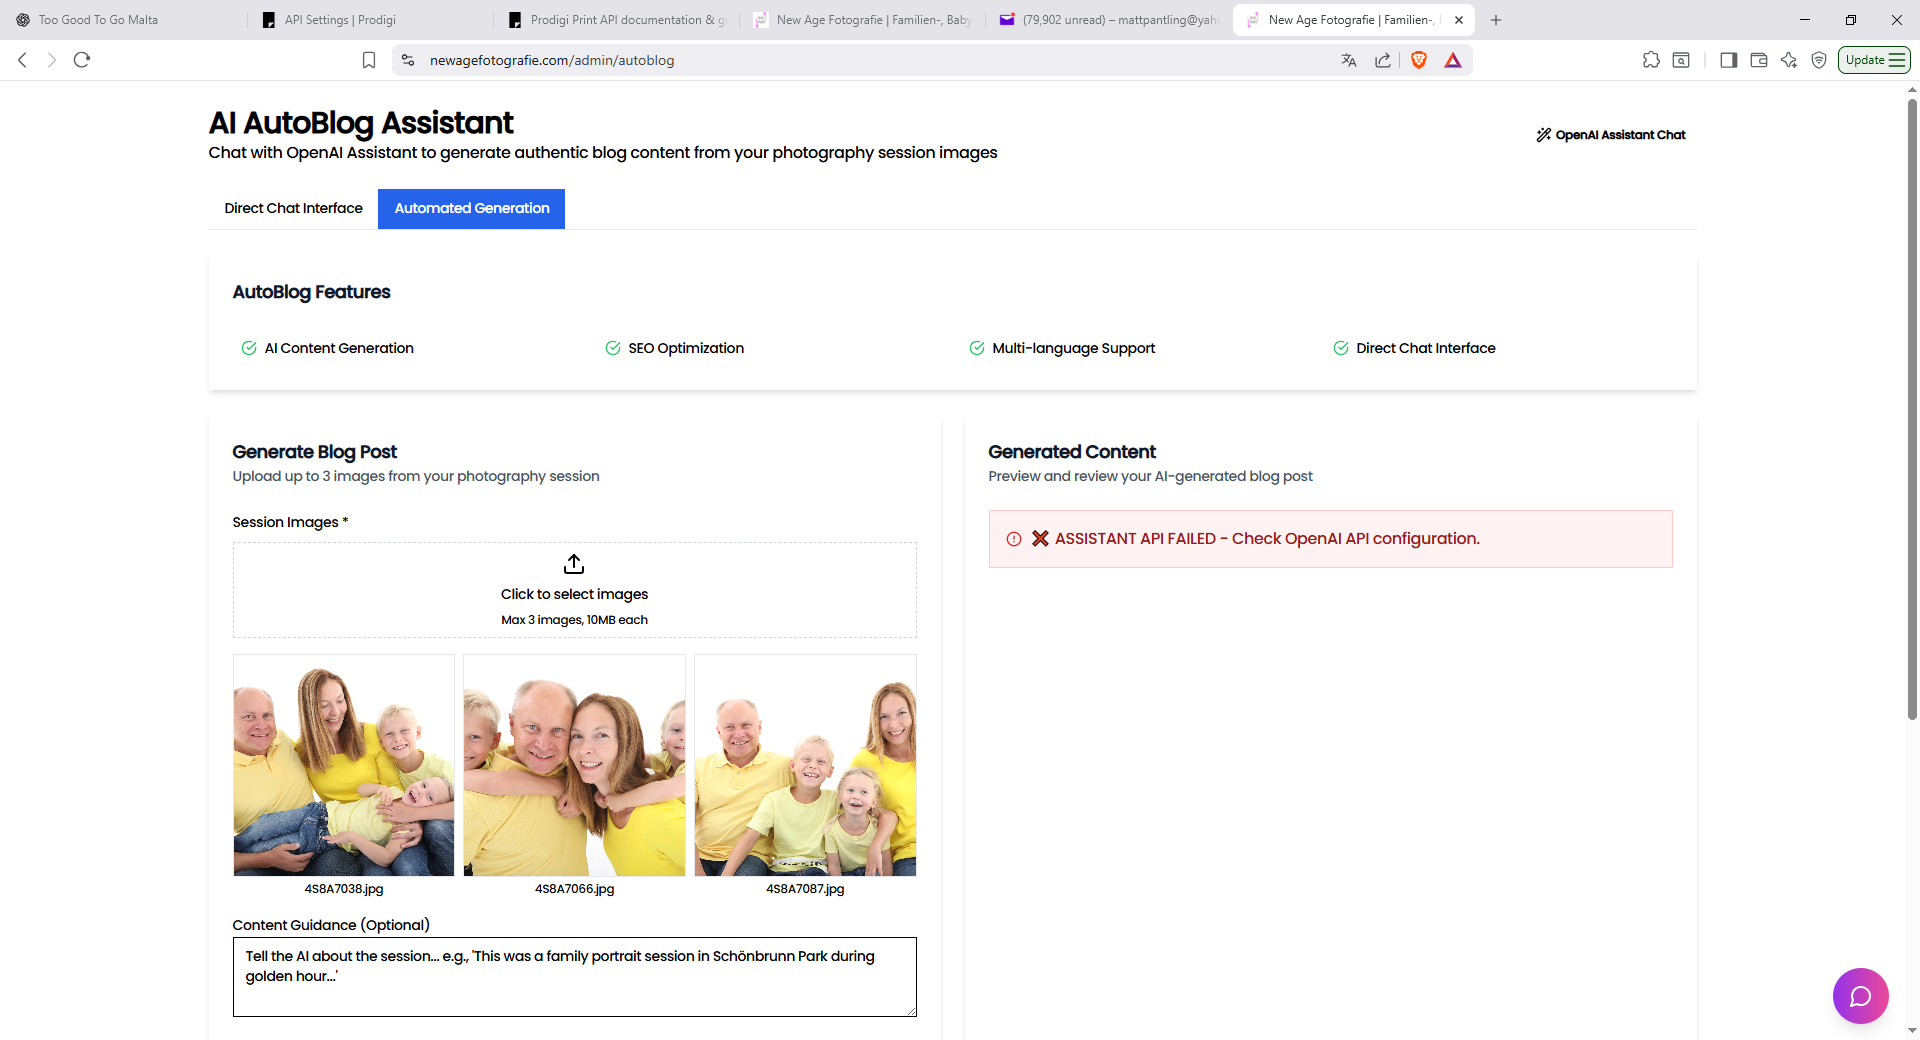 Too Good To Go Malta
API Settings | Prodigi
Prodigi Print API documentation & g
New Age Fotografie | Familien-, Baby
(79,902 unread) – mattpantling@yah
New Age Fotografie | Familien-,
newagefotografie.com/admin/autoblog
Update
AI AutoBlog Assistant
Chat with OpenAI Assistant to generate authentic blog content from your photography session images
OpenAI Assistant Chat
Direct Chat Interface
Automated Generation
AutoBlog Features
AI Content Generation
SEO Optimization
Multi-language Support
Direct Chat Interface
Generate Blog Post
Upload up to 3 images from your photography session
Session Images *
Click to select images
Max 3 images, 10MB each
4S8A7038.jpg
4S8A7066.jpg
4S8A7087.jpg
Content Guidance (Optional)
Tell the AI about the session... e.g., 'This was a family portrait session in Schönbrunn Park during
golden hour...'
Generated Content
Preview and review your AI-generated blog post
❌ ASSISTANT API FAILED - Check OpenAI API configuration.